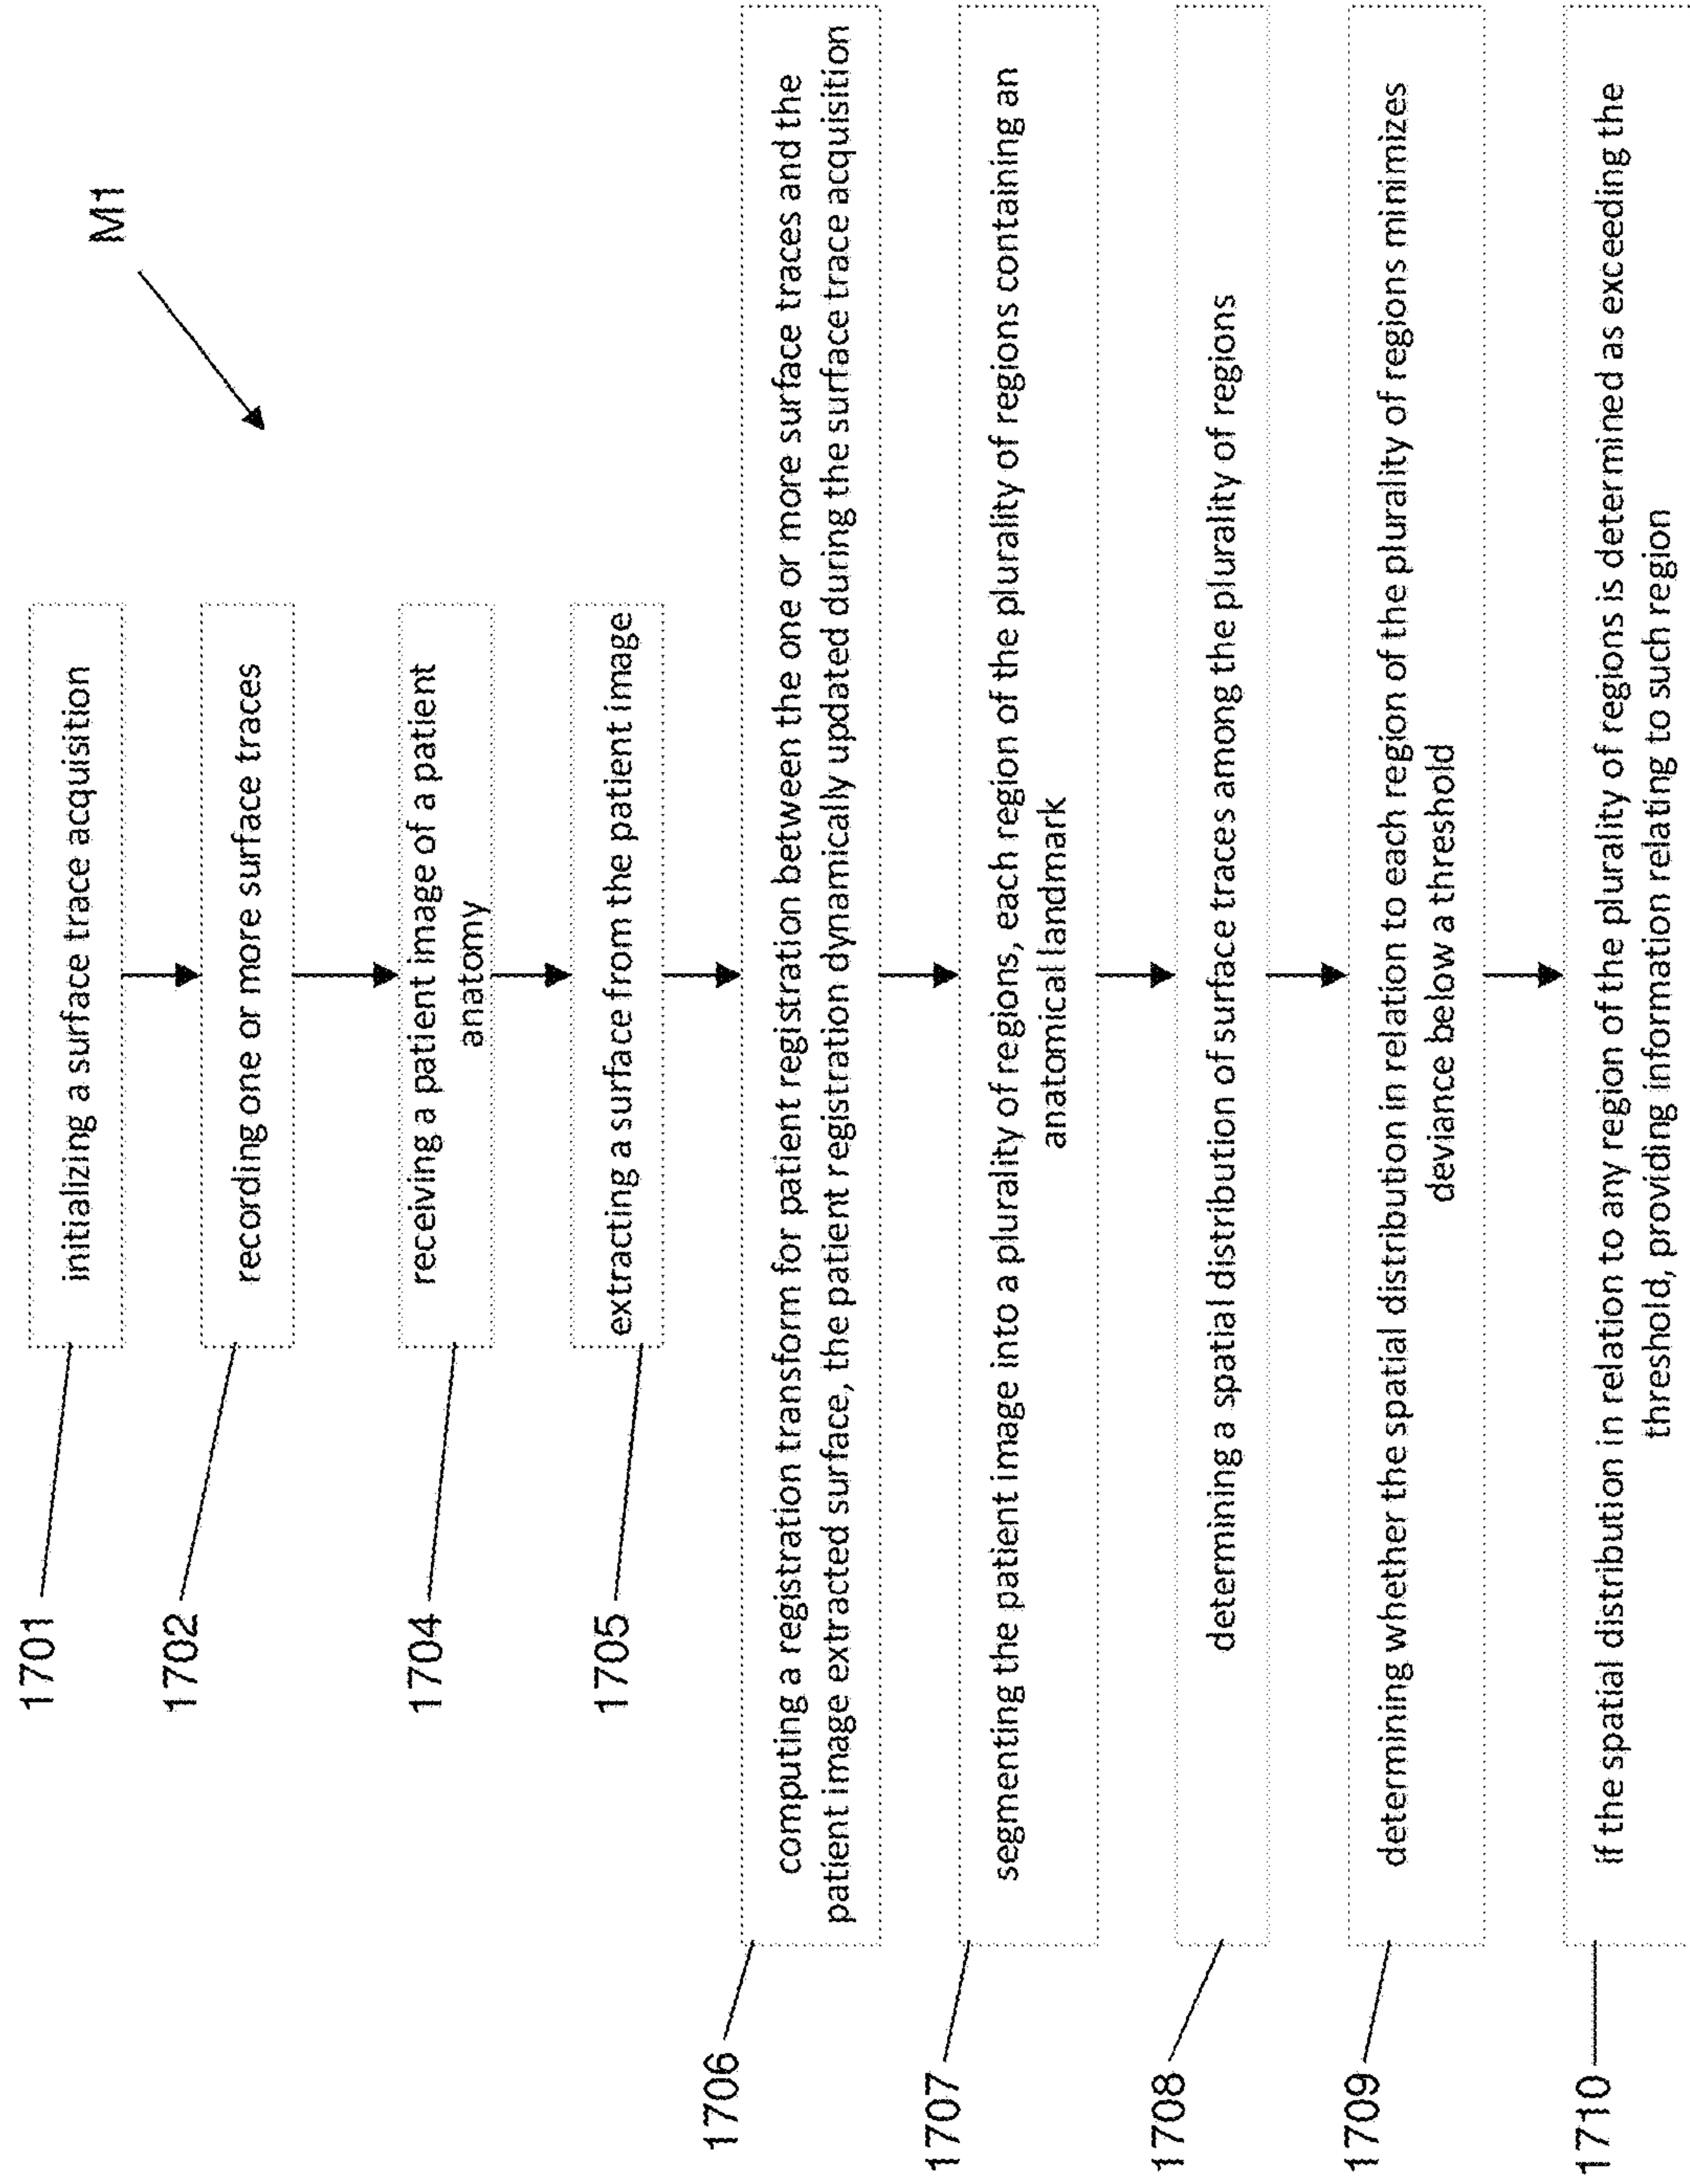 M1
1701
initializing a surface trace acquisition
1702
recording one or more surface traces
1704
receiving a patient image of a patient
anatomy
1705
extracting a surface from the patient image
1706
computing a registration transform for patient registration between the one or more surface traces and the
patient image extracted surface, the patient registration dynamically updated during the surface trace acquisition
1707
segmenting the patient image into a plurality of regions, each region of the plurality of regions containing an
anatomical landmark
1708
determining a spatial distribution of surface traces among the plurality of regions
1709
determining whether the spatial distribution in relation to each region of the plurality of regions minimizes
deviance below a threshold
1710
if the spatial distribution in relation to any region of the plurality of regions is determined as exceeding the
threshold, providing information relating to such region